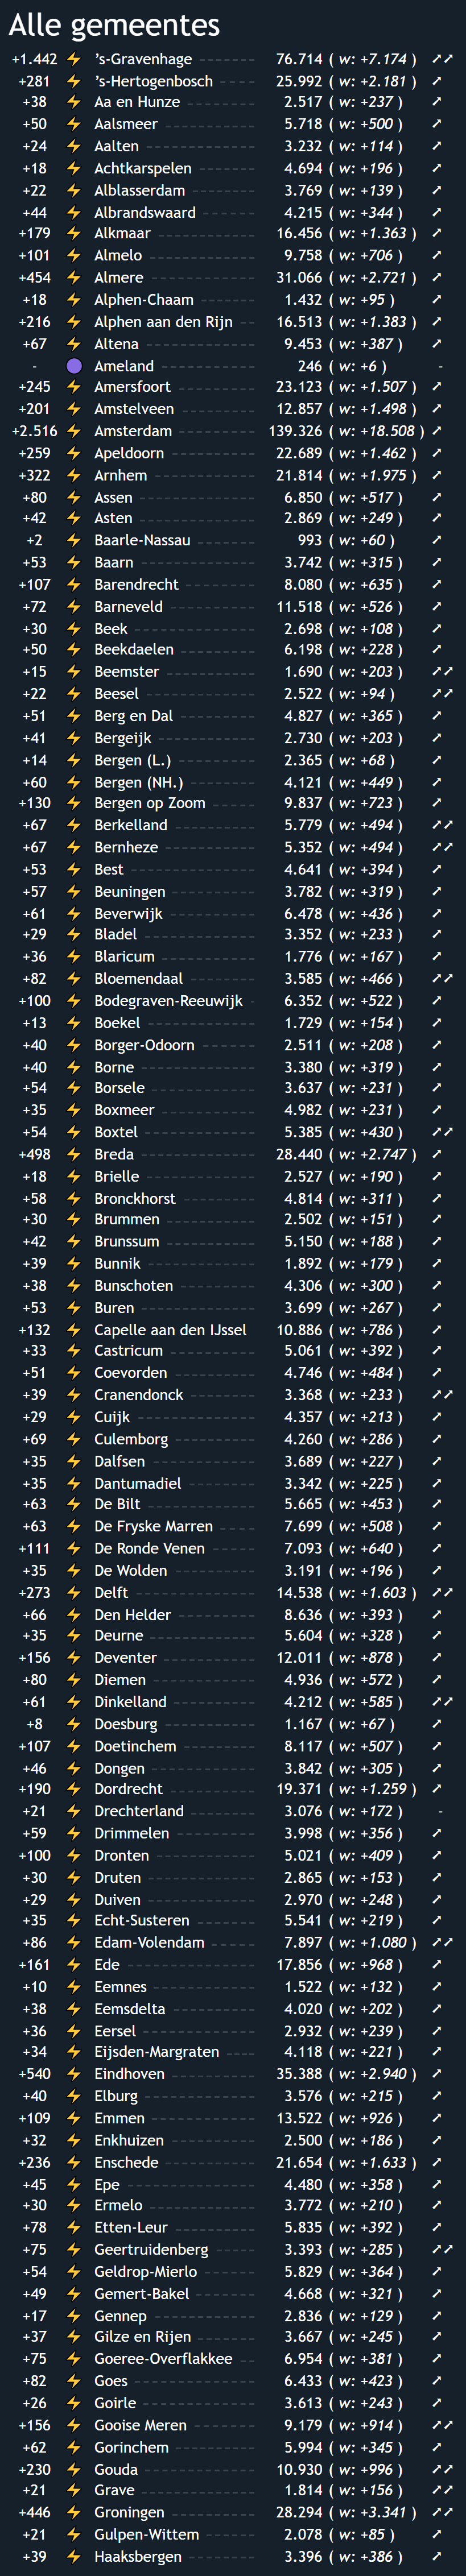 Alle gemeentes
+1.442 ⚡ ’s-Gravenhage 76.714 ( w: +7.174 ) ↗↗
+281 ⚡ ’s-Hertogenbosch 25.992 ( w: +2.181 ) ↗
+38 ⚡ Aa en Hunze 2.517 ( w: +237 ) ↗
+50 ⚡ Aalsmeer 5.718 ( w: +500 ) ↗
+24 ⚡ Aalten 3.232 ( w: +114 ) ↗
+18 ⚡ Achtkarspelen 4.694 ( w: +196 ) ↗
+22 ⚡ Alblasserdam 3.769 ( w: +139 ) ↗
+44 ⚡ Albrandswaard 4.215 ( w: +344 ) ↗
+179 ⚡ Alkmaar 16.456 ( w: +1.363 ) ↗
+101 ⚡ Almelo 9.758 ( w: +706 ) ↗
+454 ⚡ Almere 31.066 ( w: +2.721 ) ↗
+18 ⚡ Alphen-Chaam 1.432 ( w: +95 ) ↗
+216 ⚡ Alphen aan den Rijn 16.513 ( w: +1.383 ) ↗
+67 ⚡ Altena 9.453 ( w: +387 ) ↗
- Ameland 246 ( w: +6 ) -
+245 ⚡ Amersfoort 23.123 ( w: +1.507 ) ↗
+201 ⚡ Amstelveen 12.857 ( w: +1.498 ) ↗
+2.516 ⚡ Amsterdam 139.326 ( w: +18.508 ) ↗
+259 ⚡ Apeldoorn 22.689 ( w: +1.462 ) ↗
+322 ⚡ Arnhem 21.814 ( w: +1.975 ) ↗
+80 ⚡ Assen 6.850 ( w: +517 ) ↗
+42 ⚡ Asten 2.869 ( w: +249 ) ↗
+2 ⚡ Baarle-Nassau 993 ( w: +60 ) ↗
+53 ⚡ Baarn 3.742 ( w: +315 ) ↗
+107 ⚡ Barendrecht 8.080 ( w: +635 ) ↗
+72 ⚡ Barneveld 11.518 ( w: +526 ) ↗
+30 ⚡ Beek 2.698 ( w: +108 ) ↗
+50 ⚡ Beekdaelen 6.198 ( w: +228 ) ↗
+15 ⚡ Beemster 1.690 ( w: +203 ) ↗↗
+22 ⚡ Beesel 2.522 ( w: +94 ) ↗↗
+51 ⚡ Berg en Dal 4.827 ( w: +365 ) ↗
+41 ⚡ Bergeijk 2.730 ( w: +203 ) ↗
+14 ⚡ Bergen (L.) 2.365 ( w: +68 ) ↗
+60 ⚡ Bergen (NH.) 4.121 ( w: +449 ) ↗
+130 ⚡ Bergen op Zoom 9.837 ( w: +723 ) ↗
+67 ⚡ Berkelland 5.779 ( w: +494 ) ↗↗
+67 ⚡ Bernheze 5.352 ( w: +494 ) ↗↗
+53 ⚡ Best 4.641 ( w: +394 ) ↗
+57 ⚡ Beuningen 3.782 ( w: +319 ) ↗
+61 ⚡ Beverwijk 6.478 ( w: +436 ) ↗
+29 ⚡ Bladel 3.352 ( w: +233 ) ↗
+36 ⚡ Blaricum 1.776 ( w: +167 ) ↗
+82 ⚡ Bloemendaal 3.585 ( w: +466 ) ↗↗
+100 ⚡ Bodegraven-Reeuwijk 6.352 ( w: +522 ) ↗
+13 ⚡ Boekel 1.729 ( w: +154 ) ↗
+40 ⚡ Borger-Odoorn 2.511 ( w: +208 ) ↗
+40 ⚡ Borne 3.380 ( w: +319 ) ↗
+54 ⚡ Borsele 3.637 ( w: +231 ) ↗
+35 ⚡ Boxmeer 4.982 ( w: +231 ) ↗
+54 ⚡ Boxtel 5.385 ( w: +430 ) ↗↗
+498 ⚡ Breda 28.440 ( w: +2.747 ) ↗
+18 ⚡ Brielle 2.527 ( w: +190 ) ↗
+58 ⚡ Bronckhorst 4.814 ( w: +311 ) ↗
+30 ⚡ Brummen 2.502 ( w: +151 ) ↗
+42 ⚡ Brunssum 5.150 ( w: +188 ) ↗
+39 ⚡ Bunnik 1.892 ( w: +179 ) ↗
+38 ⚡ Bunschoten 4.306 ( w: +300 ) ↗
+53 ⚡ Buren 3.699 ( w: +267 ) ↗
+132 ⚡ Capelle aan den IJssel 10.886 ( w: +786 ) ↗
+33 ⚡ Castricum 5.061 ( w: +392 ) ↗
+51 ⚡ Coevorden 4.746 ( w: +484 ) ↗
+39 ⚡ Cranendonck 3.368 ( w: +233 ) ↗↗
+29 ⚡ Cuijk 4.357 ( w: +213 ) ↗
+69 ⚡ Culemborg 4.260 ( w: +286 ) ↗
+35 ⚡ Dalfsen 3.689 ( w: +227 ) ↗
+35 ⚡ Dantumadiel 3.342 ( w: +225 ) ↗
+63 ⚡ De Bilt 5.665 ( w: +453 ) ↗
+63 ⚡ De Fryske Marren 7.699 ( w: +508 ) ↗
+111 ⚡ De Ronde Venen 7.093 ( w: +640 ) ↗
+35 ⚡ De Wolden 3.191 ( w: +196 ) ↗
+273 ⚡ Delft 14.538 ( w: +1.603 ) ↗↗
+66 ⚡ Den Helder 8.636 ( w: +393 ) ↗
+35 ⚡ Deurne 5.604 ( w: +328 ) ↗
+156 ⚡ Deventer 12.011 ( w: +878 ) ↗
+80 ⚡ Diemen 4.936 ( w: +572 ) ↗
+61 ⚡ Dinkelland 4.212 ( w: +585 ) ↗↗
+8 ⚡ Doesburg 1.167 ( w: +67 ) ↗
+107 ⚡ Doetinchem 8.117 ( w: +507 ) ↗
+46 ⚡ Dongen 3.842 ( w: +305 ) ↗
+190 ⚡ Dordrecht 19.371 ( w: +1.259 ) ↗
+21 ⚡ Drechterland 3.076 ( w: +172 ) -
+59 ⚡ Drimmelen 3.998 ( w: +356 ) ↗
+100 ⚡ Dronten 5.021 ( w: +409 ) ↗
+30 ⚡ Druten 2.865 ( w: +153 ) ↗
+29 ⚡ Duiven 2.970 ( w: +248 ) ↗
+35 ⚡ Echt-Susteren 5.541 ( w: +219 ) ↗
+86 ⚡ Edam-Volendam 7.897 ( w: +1.080 ) ↗↗
+161 ⚡ Ede 17.856 ( w: +968 ) ↗
+10 ⚡ Eemnes 1.522 ( w: +132 ) ↗
+38 ⚡ Eemsdelta 4.020 ( w: +202 ) ↗
+36 ⚡ Eersel 2.932 ( w: +239 ) ↗
+34 ⚡ Eijsden-Margraten 4.118 ( w: +221 ) ↗
+540 ⚡ Eindhoven 35.388 ( w: +2.940 ) ↗
+40 ⚡ Elburg 3.576 ( w: +215 ) ↗
+109 ⚡ Emmen 13.522 ( w: +926 ) ↗
+32 ⚡ Enkhuizen 2.500 ( w: +186 ) ↗
+236 ⚡ Enschede 21.654 ( w: +1.633 ) ↗
+45 ⚡ Epe 4.480 ( w: +358 ) ↗
+30 ⚡ Ermelo 3.772 ( w: +210 ) ↗
+78 ⚡ Etten-Leur 5.835 ( w: +392 ) ↗
+75 ⚡ Geertruidenberg 3.393 ( w: +285 ) ↗↗
+54 ⚡ Geldrop-Mierlo 5.829 ( w: +364 ) ↗
+49 ⚡ Gemert-Bakel 4.668 ( w: +321 ) ↗
+17 ⚡ Gennep 2.836 ( w: +129 ) ↗
+37 ⚡ Gilze en Rijen 3.667 ( w: +245 ) ↗
+75 ⚡ Goeree-Overflakkee 6.954 ( w: +381 ) ↗
+82 ⚡ Goes 6.433 ( w: +423 ) ↗
+26 ⚡ Goirle 3.613 ( w: +243 ) ↗
+156 ⚡ Gooise Meren 9.179 ( w: +914 ) ↗↗
+62 ⚡ Gorinchem 5.994 ( w: +345 ) ↗
+230 ⚡ Gouda 10.930 ( w: +996 ) ↗↗
+21 ⚡ Grave 1.814 ( w: +156 ) ↗↗
+446 ⚡ Groningen 28.294 ( w: +3.341 ) ↗↗
+21 ⚡ Gulpen-Wittem 2.078 ( w: +85 ) ↗
+39 ⚡ Haaksbergen 3.396 ( w: +386 ) ↗